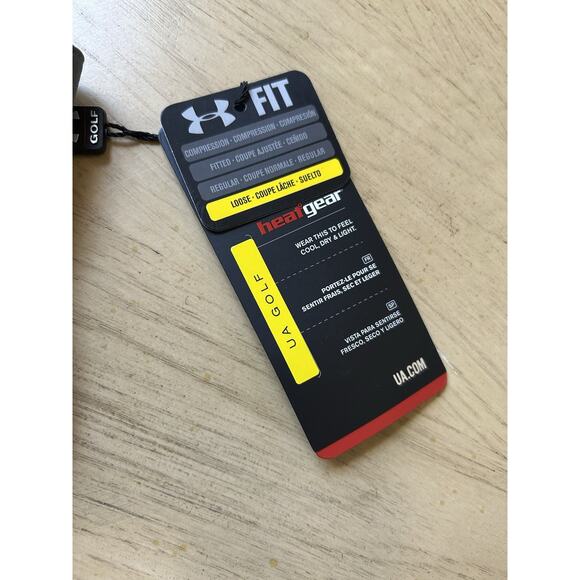 GOLF
FIT
COMPRESSION · COMPRESSION · COMPRESIÓN
FITTED · COUPE AJUSTÉE · CEÑIDO
REGULAR · COUPE NORMALE · REGULAR
LOOSE · COUPE LÂCHE · SUELTO
heatgear
WEAR THIS TO FEEL
COOL, DRY & LIGHT.
UA GOLF
FR
PORTEZ-LE POUR SE
SENTIR FRAIS, SEC ET LEGER
SP
VISTA PARA SENTIRSE
FRESCO, SECO Y LIGERO
UA.COM